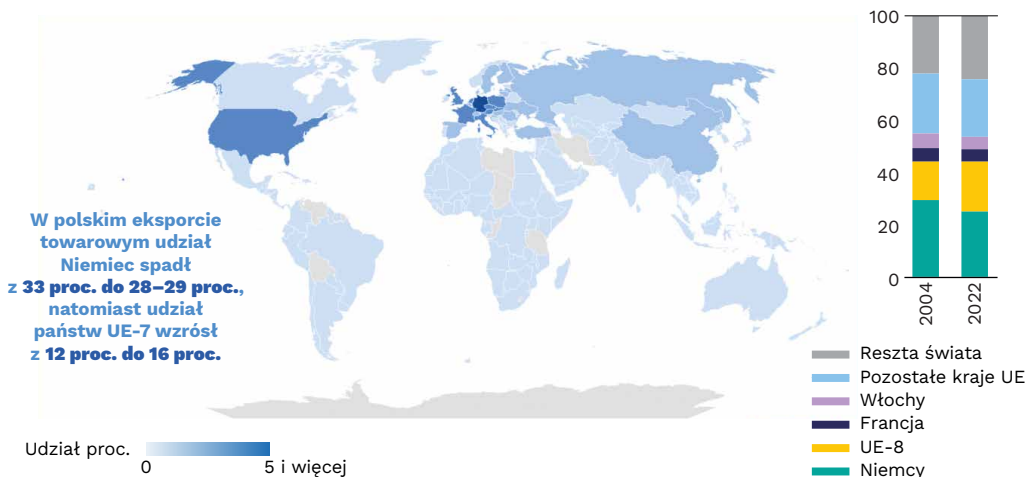 W polskim eksporcie
towarowym udział
Niemiec spadł
z 33 proc. do 28–29 proc.,
natomiast udział
państw UE-7 wzrósł
z 12 proc. do 16 proc.
Udział proc.
0
5 i więcej
100
80
60
40
20
0
2004
2022
Reszta świata
Pozostałe kraje UE
Włochy
Francja
UE-8
Niemcy